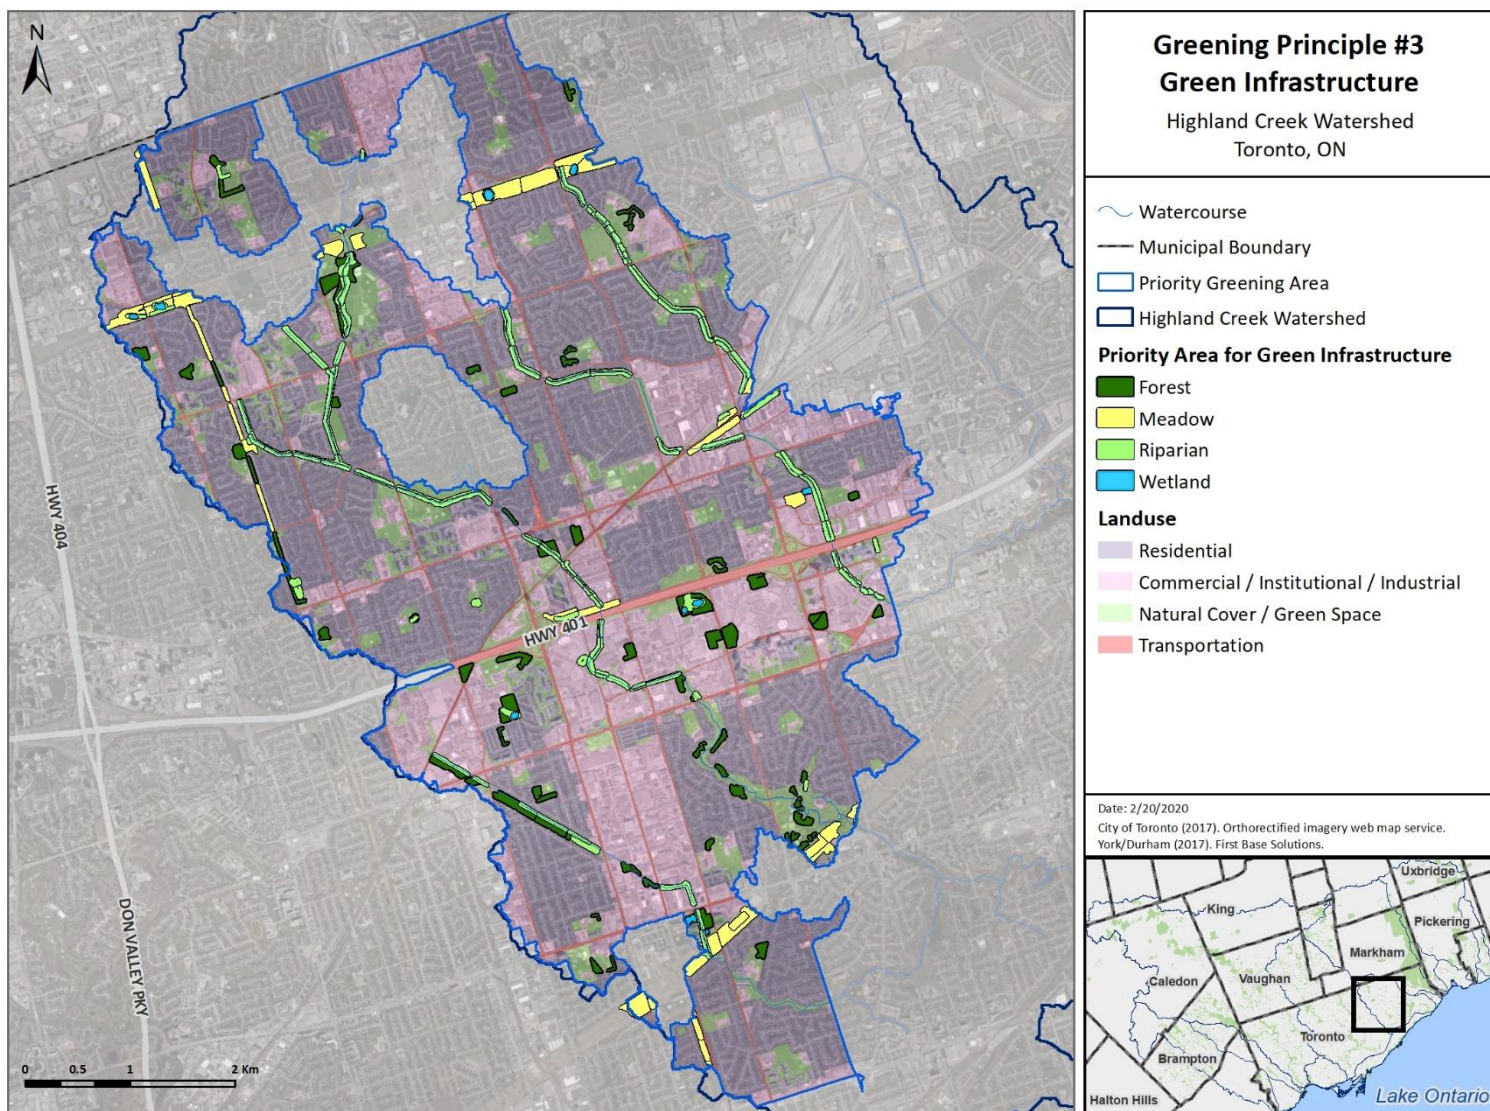 N
HWY 404
HWY 401
DON VALLEY PKY
0 0.5 1 2 Km
Greening Principle #3
Green Infrastructure
Highland Creek Watershed
Toronto, ON
Watercourse
Municipal Boundary
Priority Greening Area
Highland Creek Watershed
Priority Area for Green Infrastructure
Forest
Meadow
Riparian
Wetland
Landuse
Residential
Commercial / Institutional / Industrial
Natural Cover / Green Space
Transportation
Date: 2/20/2020
City of Toronto (2017). Orthorectified imagery web map service.
York/Durham (2017). First Base Solutions.
Uxbridge
King
Pickering
Markham
Caledon
Vaughan
Toronto
Brampton
Halton Hills
Lake Ontario